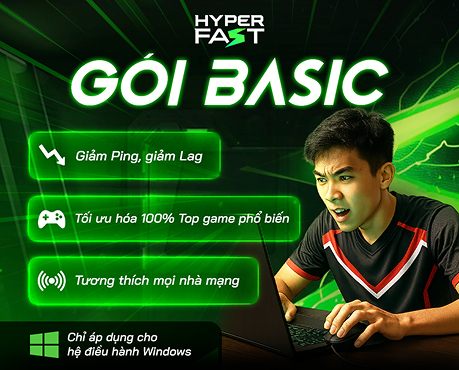 HYPER
FAST
GÓI BASIC
Giảm Ping, giảm Lag
Tối ưu hóa 100% Top game phổ biến
Tương thích mọi nhà mạng
Chỉ áp dụng cho
hệ điều hành Windows